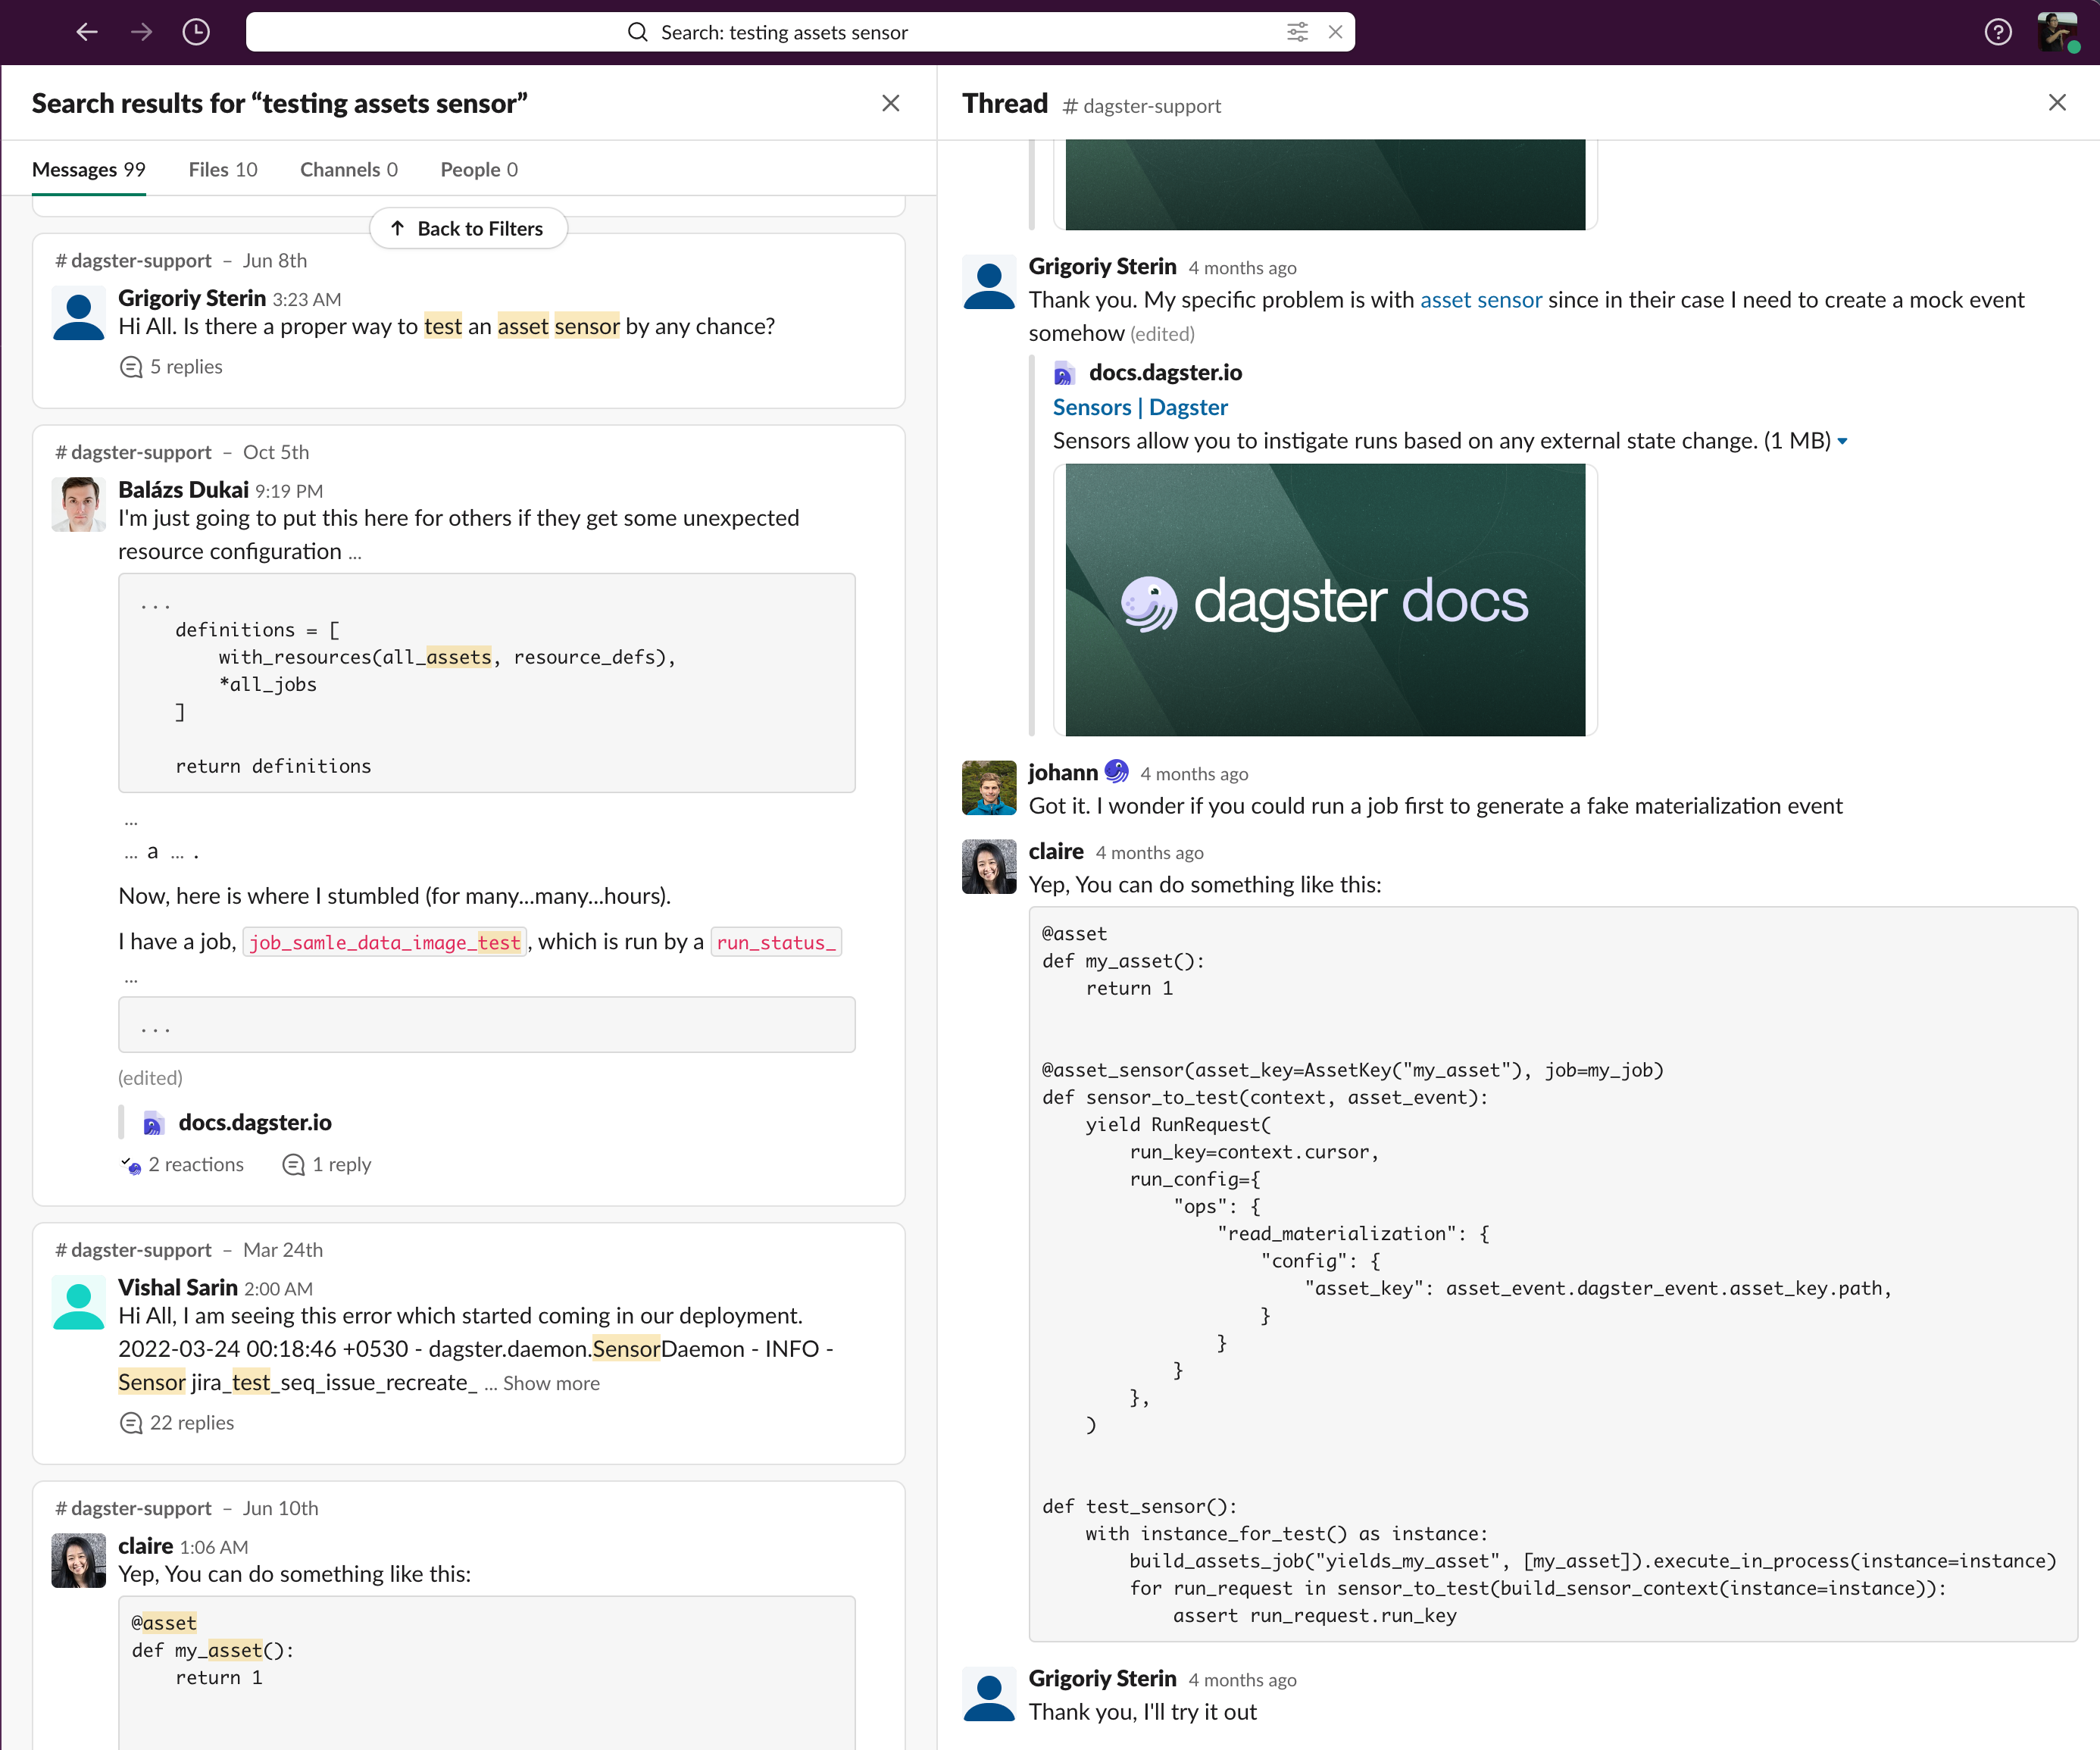 Search: testing assets sensor
Search results for “testing assets sensor”
Messages 99
Files 10
Channels 0
People 0
Back to Filters
# dagster-support – Jun 8th
Grigoriy Sterin 3:23 AM
Hi All. Is there a proper way to test an asset sensor by any chance?
5 replies
# dagster-support – Oct 5th
Balázs Dukai 9:19 PM
I'm just going to put this here for others if they get some unexpected
resource configuration ...
...
definitions = [
with_resources(all_assets, resource_defs),
*all_jobs
]
return definitions
...
... a ... .
Now, here is where I stumbled (for many...many...hours).
I have a job, job_samle_data_image_test, which is run by a run_status_
...
...
(edited)
docs.dagster.io
2 reactions
1 reply
# dagster-support – Mar 24th
Vishal Sarin 2:00 AM
Hi All, I am seeing this error which started coming in our deployment.
2022-03-24 00:18:46 +0530 - dagster.daemon.SensorDaemon - INFO -
Sensor jira_test_seq_issue_recreate_ ... Show more
22 replies
# dagster-support – Jun 10th
claire 1:06 AM
Yep, You can do something like this:
@asset
def my_asset():
return 1
Thread # dagster-support
Grigoriy Sterin 4 months ago
Thank you. My specific problem is with asset sensor since in their case I need to create a mock event
somehow (edited)
docs.dagster.io
Sensors | Dagster
Sensors allow you to instigate runs based on any external state change. (1 MB)
dagster docs
johann 4 months ago
Got it. I wonder if you could run a job first to generate a fake materialization event
claire 4 months ago
Yep, You can do something like this:
@asset
def my_asset():
return 1
@asset_sensor(asset_key=AssetKey("my_asset"), job=my_job)
def sensor_to_test(context, asset_event):
yield RunRequest(
run_key=context.cursor,
run_config={
"ops": {
"read_materialization": {
"config": {
"asset_key": asset_event.dagster_event.asset_key.path,
}
}
}
},
)
def test_sensor():
with instance_for_test() as instance:
build_assets_job("yields_my_asset", [my_asset]).execute_in_process(instance=instance)
for run_request in sensor_to_test(build_sensor_context(instance=instance)):
assert run_request.run_key
Grigoriy Sterin 4 months ago
Thank you, I'll try it out